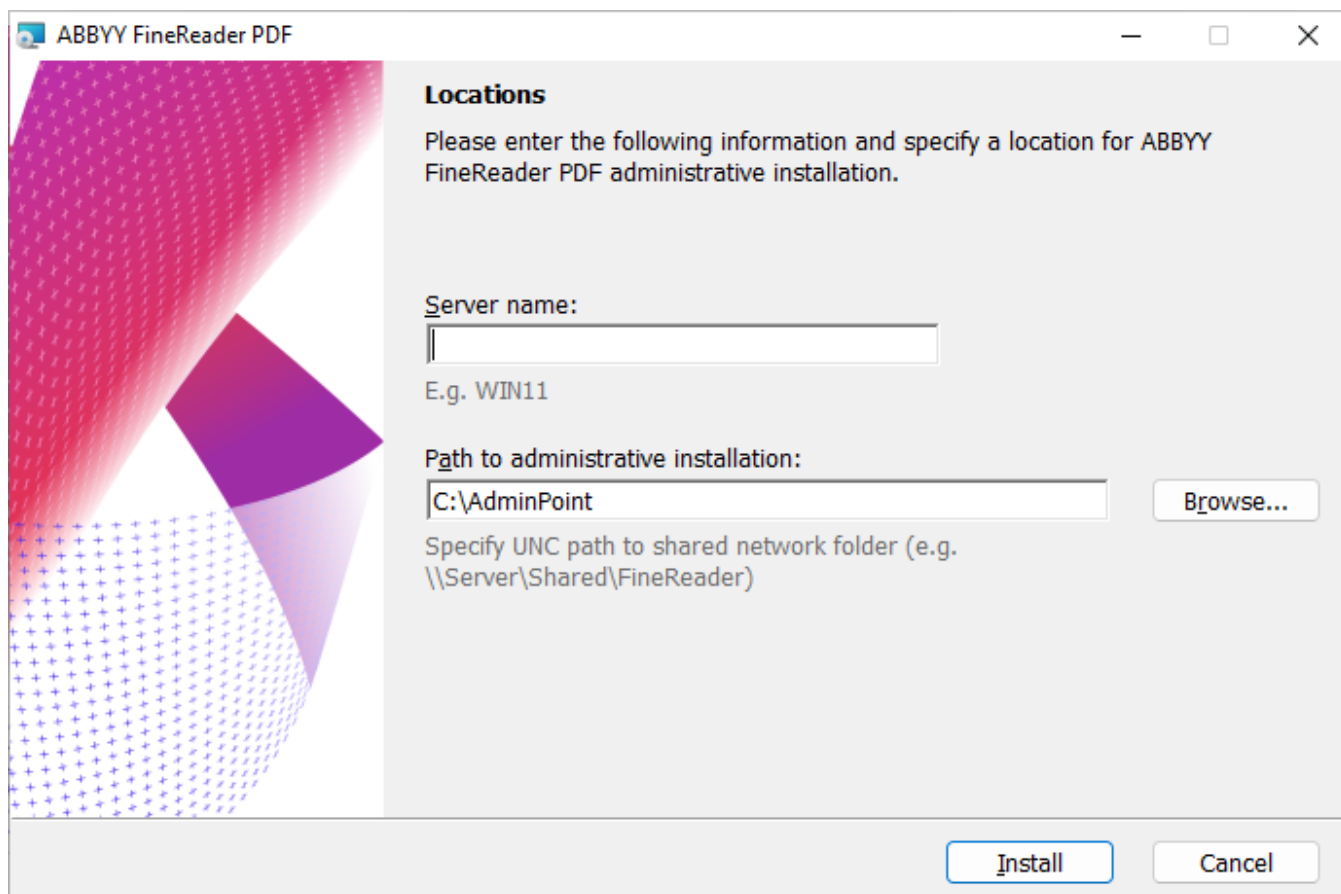 ABBYY FineReader PDF
Locations
Please enter the following information and specify a location for ABBYY
FineReader PDF administrative installation.
Server name:
E.g. WIN11
Path to administrative installation:
C:\AdminPoint
Browse...
Specify UNC path to shared network folder (e.g.
\\Server\Shared\FineReader)
Install
Cancel